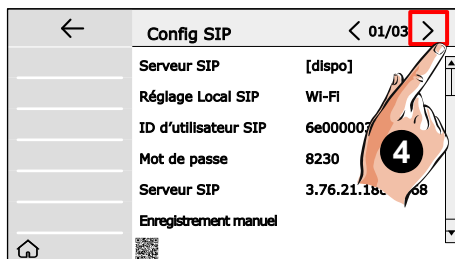 Config SIP
01/03
Serveur SIP [dispo]
Réglage Local SIP Wi-Fi
ID d'utilisateur SIP
Mot de passe 8230
Serveur SIP
Enregistrement manuel
4